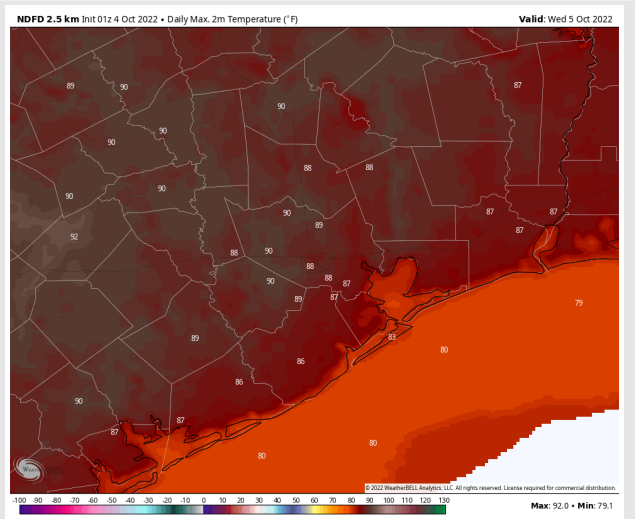 NDFD 2.5 km Init 01z 4 Oct 2022 • Daily Max. 2m Temperature (°F) Valid: Wed 5 Oct 2022
89 90 87
90
90 90
88 88
90 90
90 87 87
89 87
92
88 90
88
90 88 87
89 87 79
83
89 80
86
86
90
87 87
80 80
© 2022 WeatherBELL Analytics, LLC. All rights reserved. License required for commercial distribution.
-100 -90 -80 -70 -60 -50 -40 -30 -20 -10 0 10 20 30 40 50 60 70 80 90 100 110 120 130
Max: 92.0 • Min: 79.1